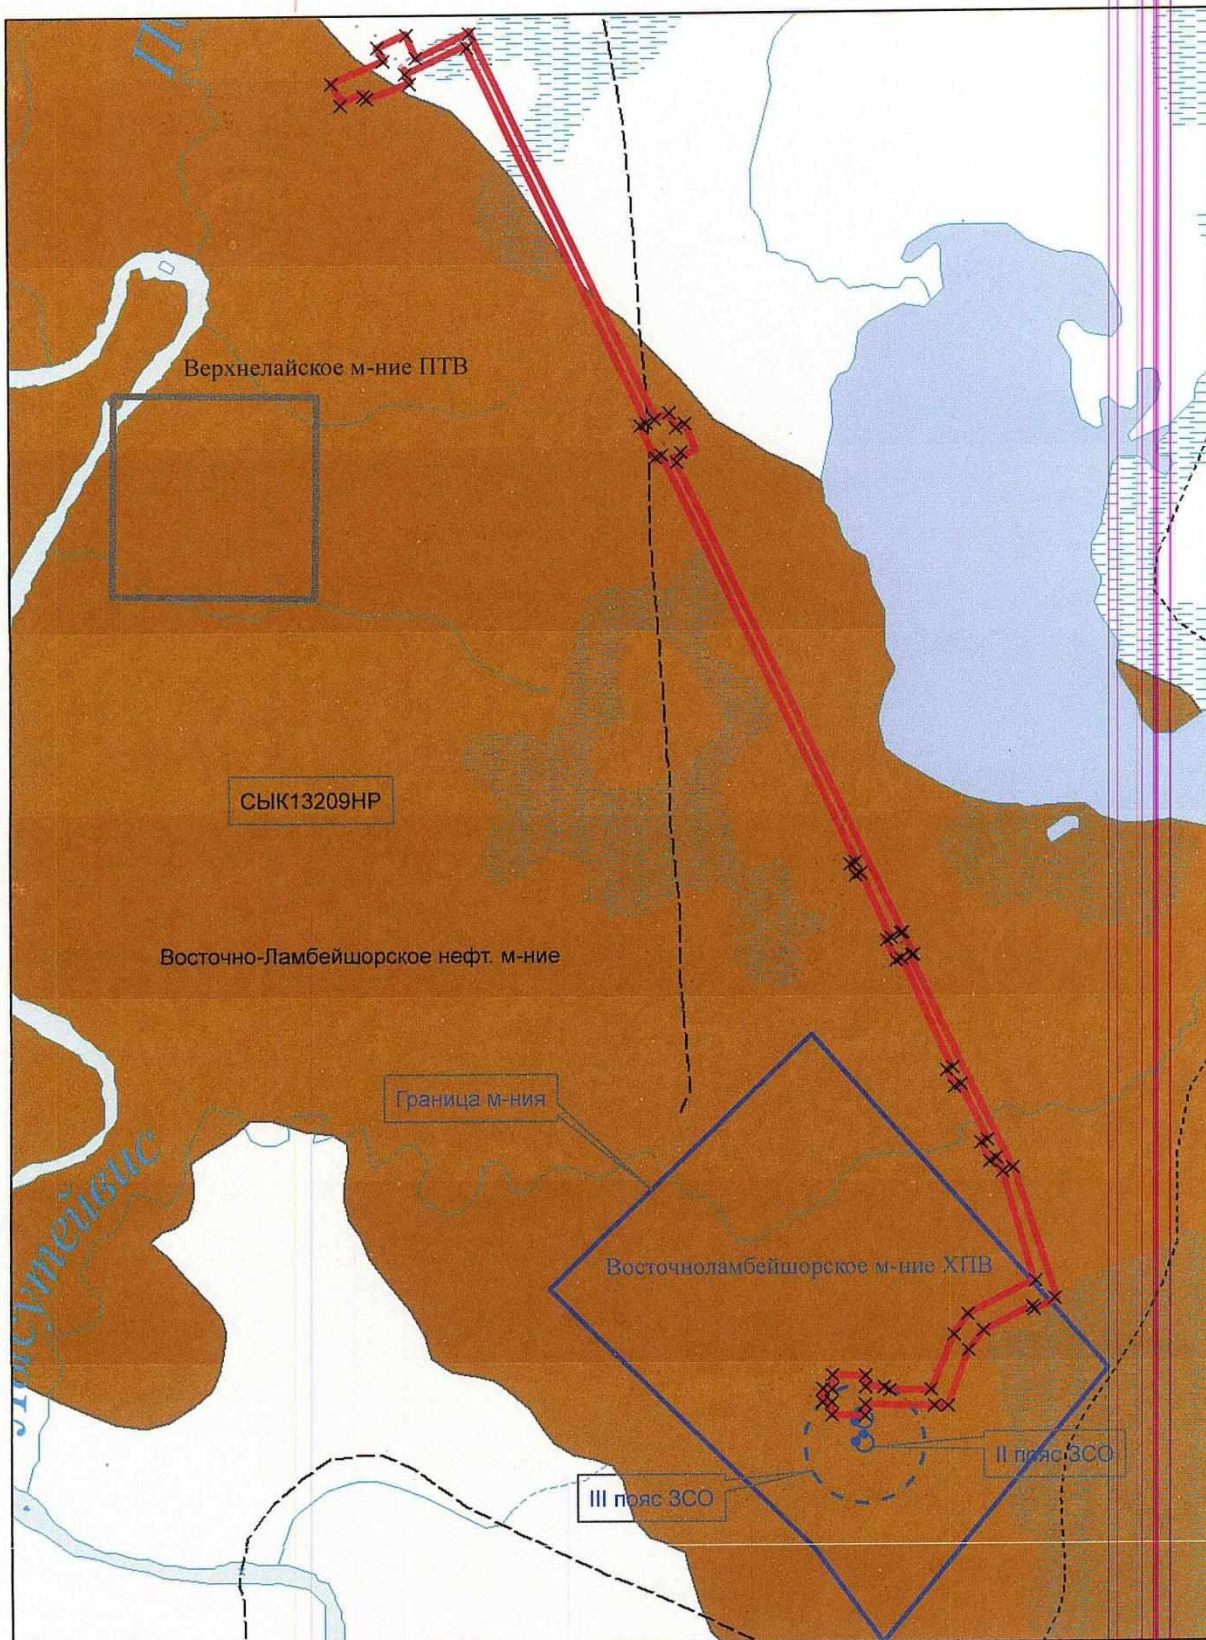 Верхнелайское м-ние ПТВ
СЫК13209НР
Восточно-Ламбейшорское нефт. м-ние
Граница м-ния
Восточноламбейшорское м-ние ХПВ
II пояс ЗСО
III пояс ЗСО